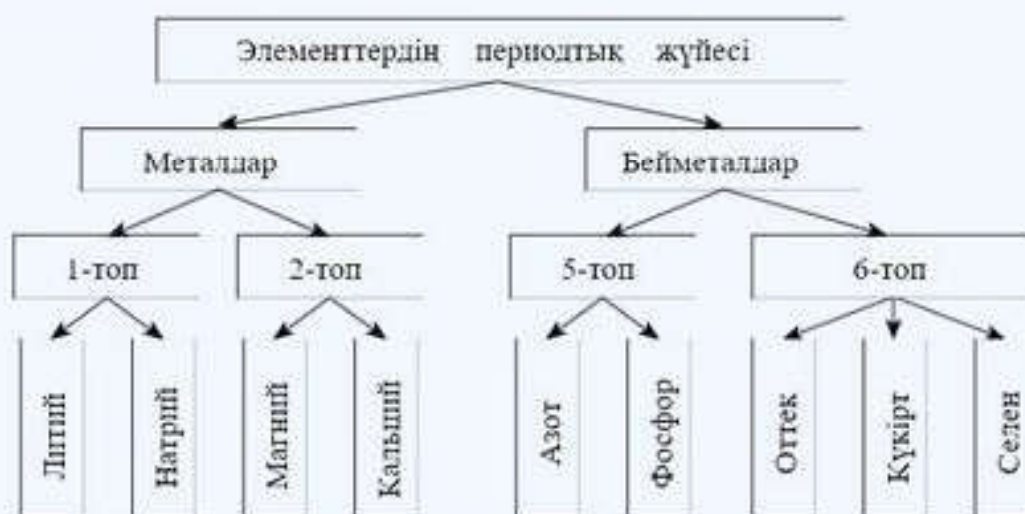 Элементтердің периодтық жүйесі
Металдар
Бейметалдар
1-топ
2-топ
5-топ
6-топ
Литий
Натрий
Магний
Кальций
Азот
Фосфор
Оттек
Күкірт
Селен